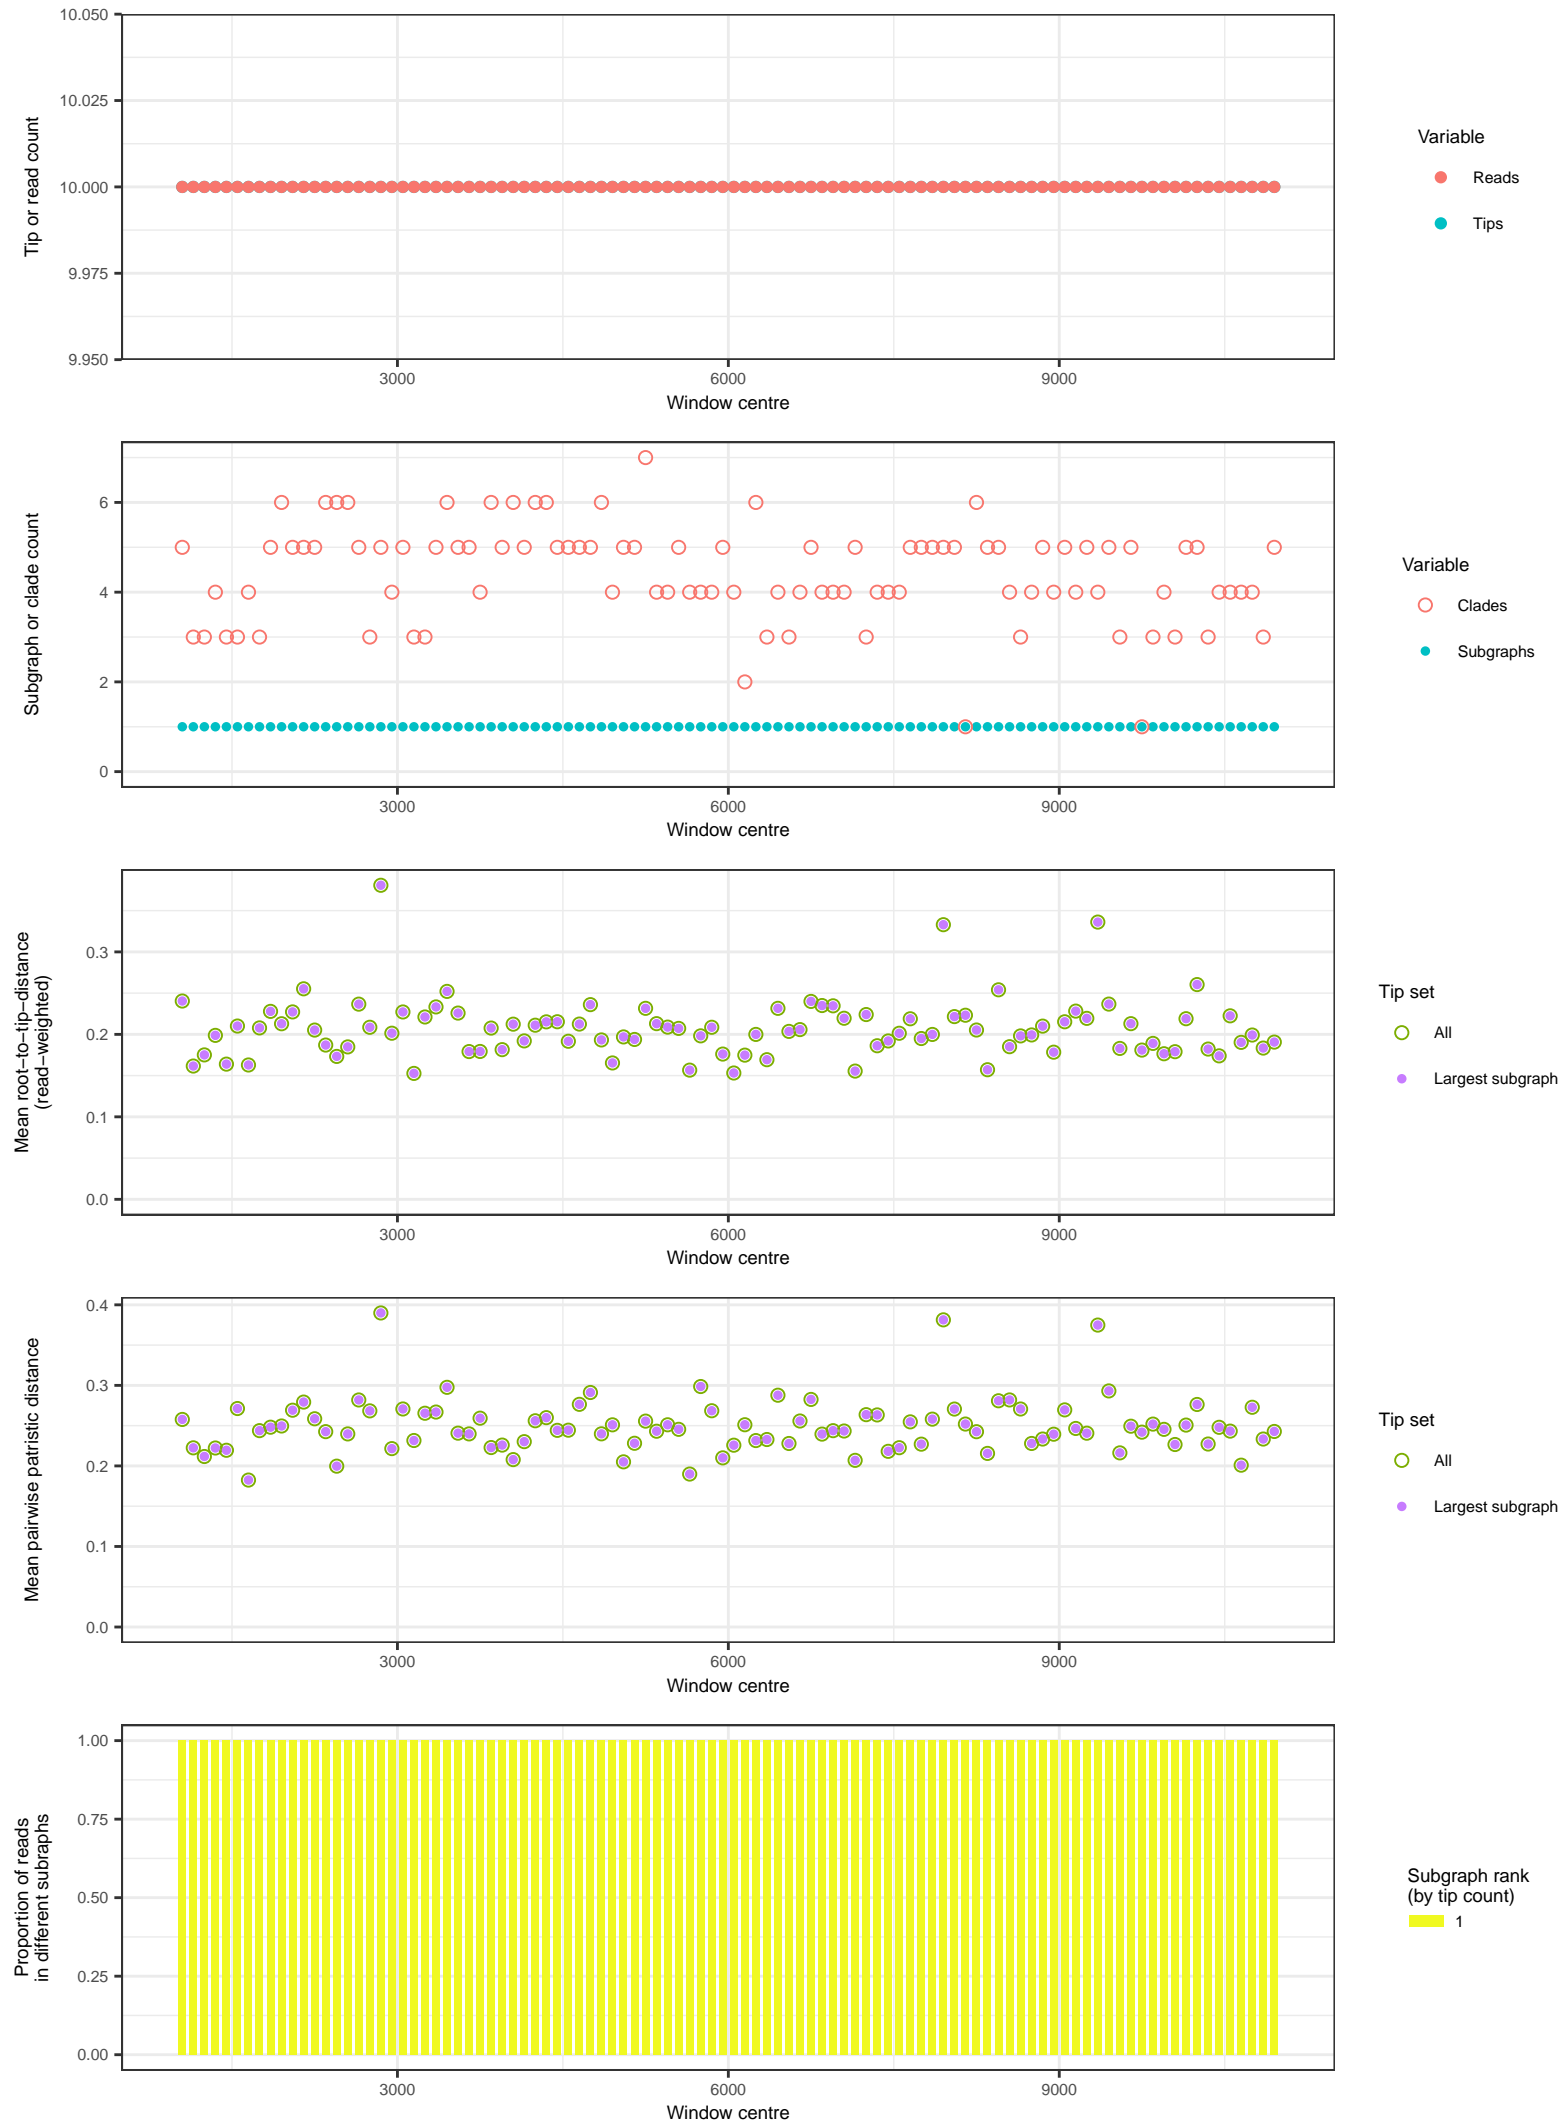 10.050
10.025
10.000
9.975
9.950
Tip or read count
3000 6000 9000
Window centre
Variable
Reads
Tips
6
4
2
0
Subgraph or clade count
3000 6000 9000
Window centre
Variable
Clades
Subgraphs
0.3
0.2
0.1
0.0
Mean root−to−tip−distance
(read−weighted)
3000 6000 9000
Window centre
Tip set
All
Largest subgraph
0.4
0.3
0.2
0.1
0.0
Mean pairwise patristic distance
3000 6000 9000
Window centre
Tip set
All
Largest subgraph
1.00
0.75
0.50
0.25
0.00
Proportion of reads
in different subraphs
3000 6000 9000
Window centre
Subgraph rank
(by tip count)
1